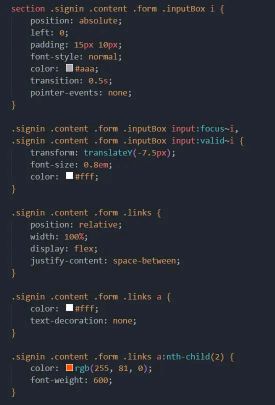 section .signin .content .form .inputBox i {
position: absolute;
left: 0;
padding: 15px 10px;
font-style: normal;
color: #aaa;
transition: 0.5s;
pointer-events: none;
}
.signin .content .form .inputBox input:focus~i,
.signin .content .form .inputBox input:valid~i {
transform: translateY(-7.5px);
font-size: 0.8em;
color: #fff;
}
.signin .content .form .links {
position: relative;
width: 100%;
display: flex;
justify-content: space-between;
}
.signin .content .form .links a {
color: #fff;
text-decoration: none;
}
.signin .content .form .links a:nth-child(2) {
color: rgb(255, 81, 0);
font-weight: 600;
}